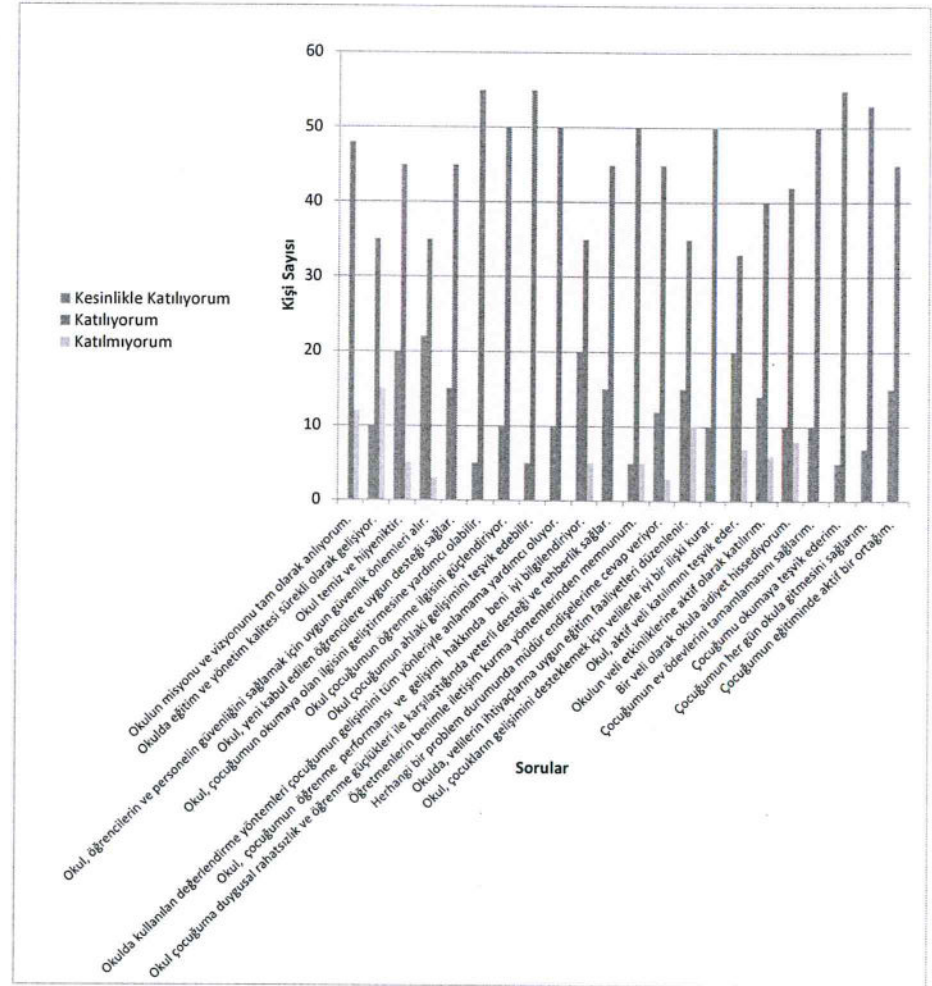 60
50
40
30
20
10
0
Kişi Sayısı
Kesinlikle Katılıyorum
Katılıyorum
Katılmıyorum
Okulun misyonu ve vizyonunu tam olarak anlıyorum.
Okulda eğitim ve yönetim kalitesi sürekli olarak gelişiyor.
Okul temiz ve hijyeniktir.
Okul, öğrencilerin ve personelin güvenliğini sağlamak için uygun güvenlik önlemleri alır.
Okul, yeni kabul edilen öğrencilere uygun desteği sağlar.
Okul, çocuğumun okumaya olan ilgisini geliştirmesine yardımcı olabilir.
Okul çocuğumun öğrenme ilgisini güçlendiriyor.
Okul çocuğumun ahlaki gelişimini teşvik edebilir.
Okulda kullanılan değerlendirme yöntemleri çocuğumun gelişimini tüm yönleriyle anlamama yardımcı oluyor.
Okul, çocuğumun öğrenme performansı ve gelişimi hakkında beni iyi bilgilendiriyor.
Okul çocuğuma duygusal rahatsızlık ve öğrenme güçlükleri ile karşılaştığında yeterli desteği ve rehberlik sağlar.
Öğretmenlerin benimle iletişim kurma yöntemlerinden memnunum.
Herhangi bir problem durumunda müdür endişelerime cevap veriyor.
Okulda, velilerin ihtiyaçlarına uygun eğitim faaliyetleri düzenlenir.
Okul, çocukların gelişimini desteklemek için velilerle iyi bir ilişki kurar.
Okul, aktif veli katılımını teşvik eder.
Okulun veli etkinliklerine aktif olarak katılırım.
Bir veli olarak okula aidiyet hissediyorum.
Çocuğumun ev ödevlerini tamamlamasını sağlarım.
Çocuğumu okumaya teşvik ederim.
Çocuğumun her gün okula gitmesini sağlarım.
Çocuğumun eğitiminde aktif bir ortağım.
Sorular